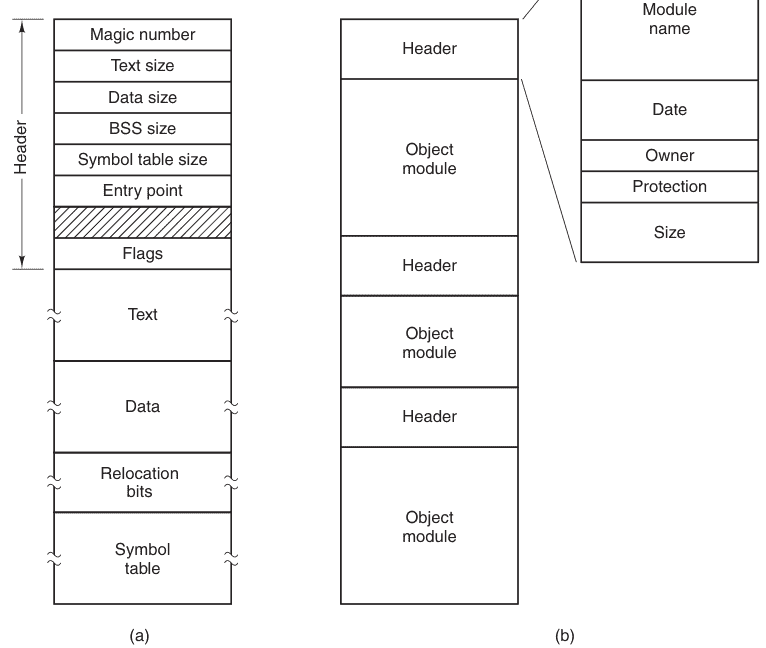 Header
Magic number
Text size
Data size
BSS size
Symbol table size
Entry point
Flags
Text
Data
Relocation
bits
Symbol
table
(a)
Header
Object
module
Header
Object
module
Header
Object
module
Module
name
Date
Owner
Protection
Size
(b)